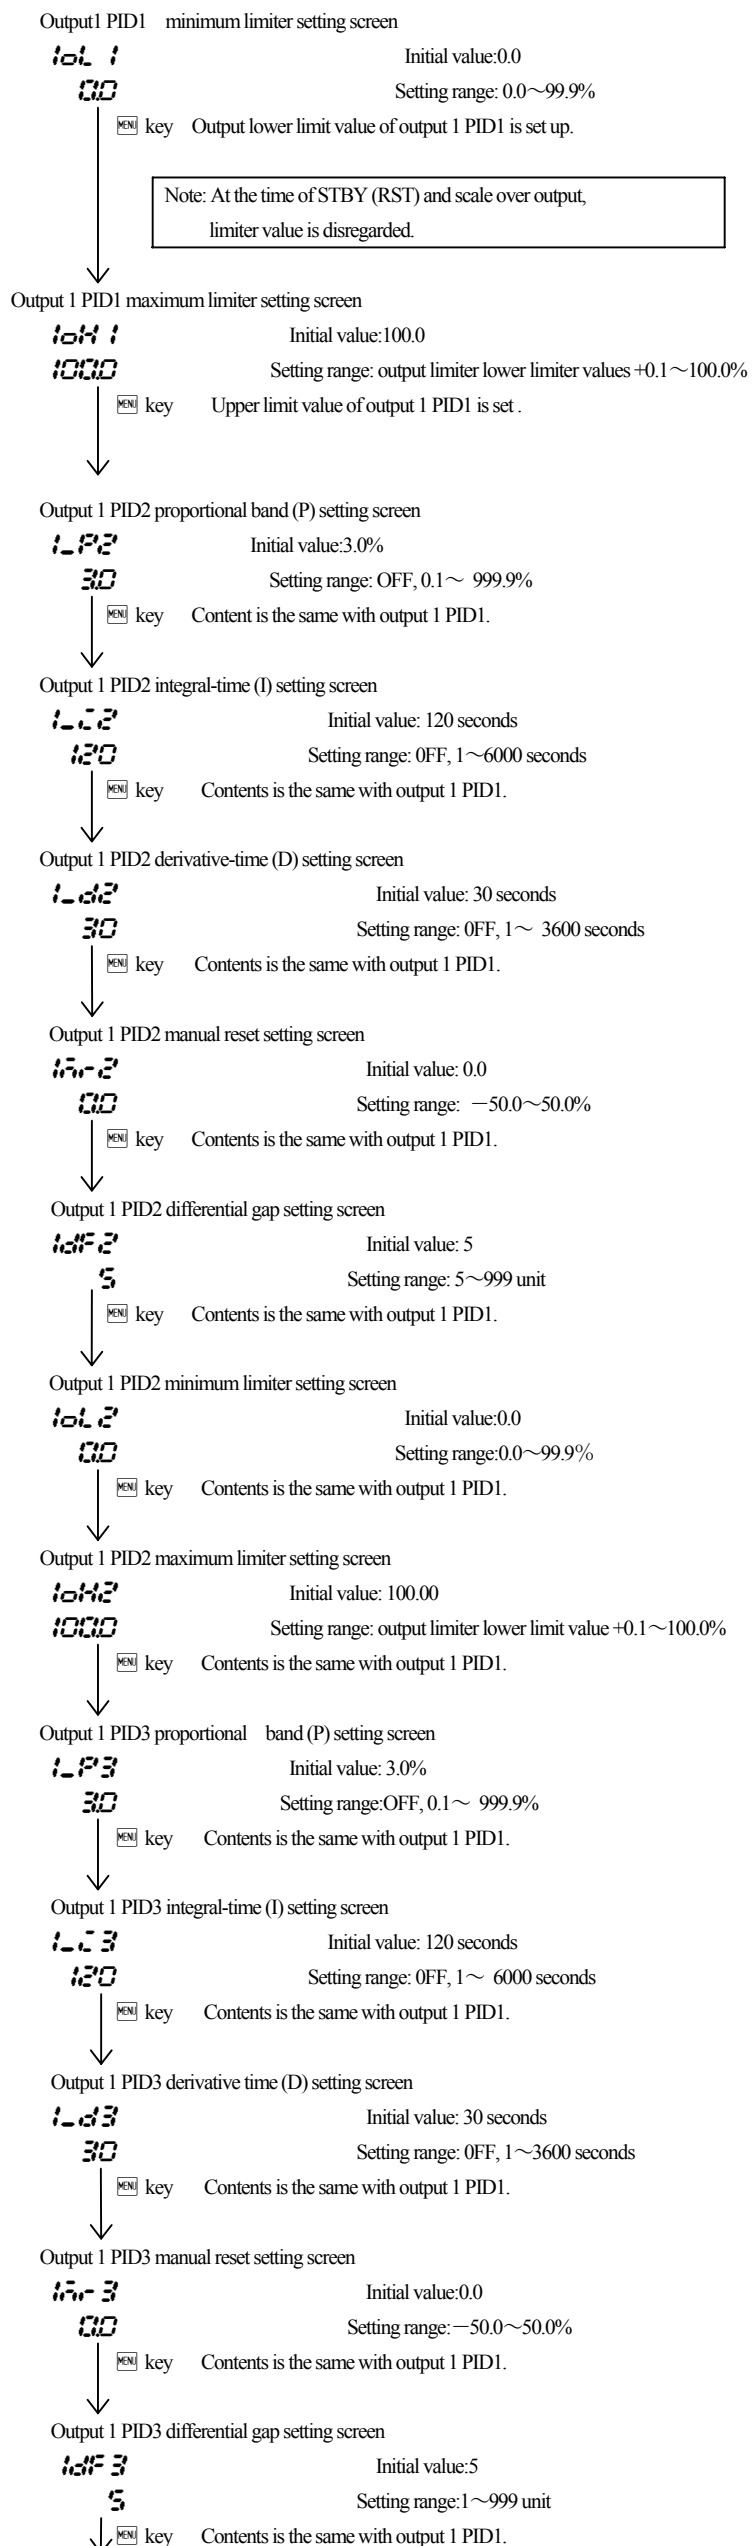 Output1 PID1 minimum limiter setting screen
1oL 1 Initial value:0.0
0.0 Setting range: 0.0~99.9%
MENU key Output lower limit value of output 1 PID1 is set up.
Note: At the time of STBY (RST) and scale over output,
limiter value is disregarded.
Output 1 PID1 maximum limiter setting screen
1oH 1 Initial value:100.0
100.0 Setting range: output limiter lower limiter values +0.1~100.0%
MENU key Upper limit value of output 1 PID1 is set .
Output 1 PID2 proportional band (P) setting screen
1_P2 Initial value:3.0%
3.0 Setting range: OFF, 0.1~ 999.9%
MENU key Content is the same with output 1 PID1.
Output 1 PID2 integral-time (I) setting screen
1_i2 Initial value: 120 seconds
120 Setting range: 0FF, 1~6000 seconds
MENU key Contents is the same with output 1 PID1.
Output 1 PID2 derivative-time (D) setting screen
1_d2 Initial value: 30 seconds
30 Setting range: 0FF, 1~ 3600 seconds
MENU key Contents is the same with output 1 PID1.
Output 1 PID2 manual reset setting screen
1mr2 Initial value: 0.0
0.0 Setting range: －50.0~50.0%
MENU key Contents is the same with output 1 PID1.
Output 1 PID2 differential gap setting screen
1dF2 Initial value: 5
5 Setting range: 5~999 unit
MENU key Contents is the same with output 1 PID1.
Output 1 PID2 minimum limiter setting screen
1oL2 Initial value:0.0
0.0 Setting range:0.0~99.9%
MENU key Contents is the same with output 1 PID1.
Output 1 PID2 maximum limiter setting screen
1oH2 Initial value: 100.00
100.0 Setting range: output limiter lower limit value +0.1~100.0%
MENU key Contents is the same with output 1 PID1.
Output 1 PID3 proportional band (P) setting screen
1_P3 Initial value: 3.0%
3.0 Setting range:OFF, 0.1~ 999.9%
MENU key Contents is the same with output 1 PID1.
Output 1 PID3 integral-time (I) setting screen
1_i3 Initial value: 120 seconds
120 Setting range: 0FF, 1~ 6000 seconds
MENU key Contents is the same with output 1 PID1.
Output 1 PID3 derivative time (D) setting screen
1_d3 Initial value: 30 seconds
30 Setting range: 0FF, 1~3600 seconds
MENU key Contents is the same with output 1 PID1.
Output 1 PID3 manual reset setting screen
1mr3 Initial value:0.0
0.0 Setting range:－50.0~50.0%
MENU key Contents is the same with output 1 PID1.
Output 1 PID3 differential gap setting screen
1dF3 Initial value:5
5 Setting range:1~999 unit
MENU key Contents is the same with output 1 PID1.